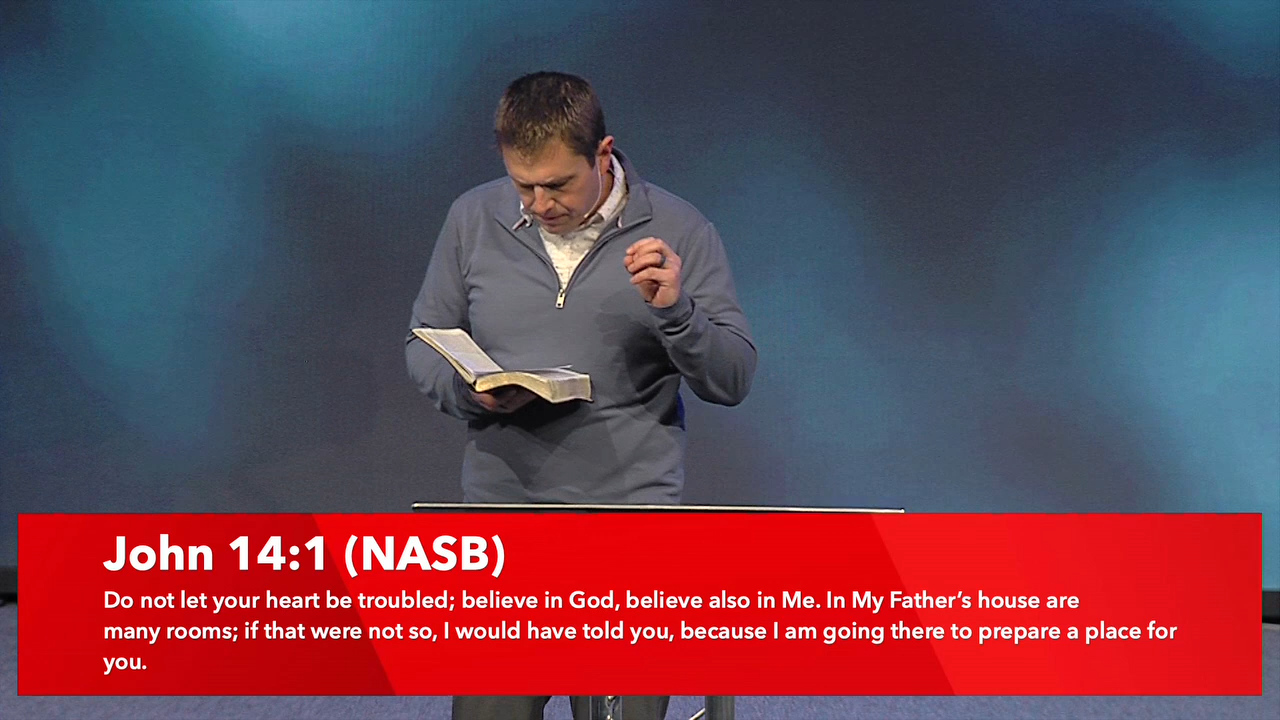 John 14:1 (NASB)
Do not let your heart be troubled; believe in God, believe also in Me. In My Father’s house are
many rooms; if that were not so, I would have told you, because I am going there to prepare a place for
you.